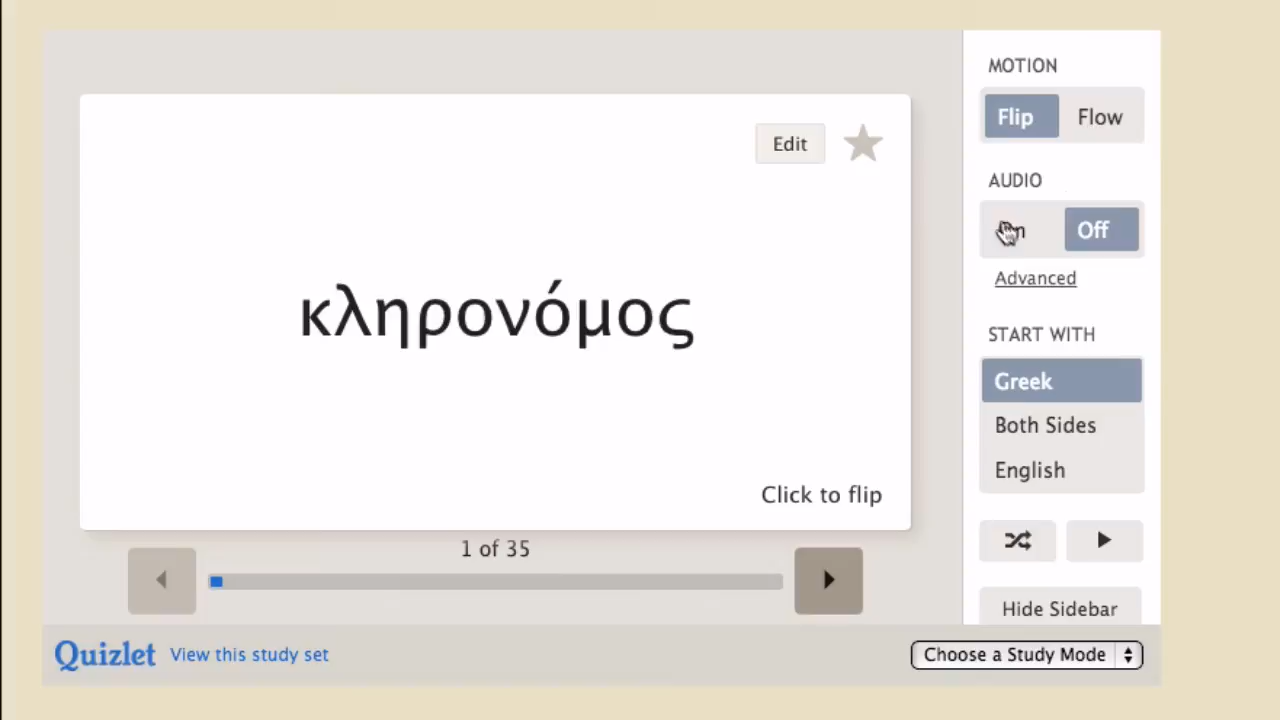 MOTION
Flip Flow
Edit
AUDIO
Off
Advanced
κληρονόμος
START WITH
Greek
Both Sides
English
Click to flip
1 of 35
Hide Sidebar
Quizlet View this study set
Choose a Study Mode